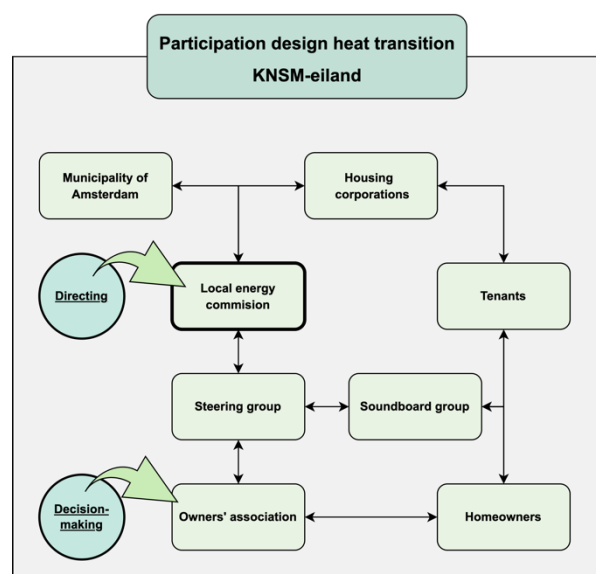 Participation design heat transition
KNSM-eiland
Municipality of
Amsterdam
Housing
corporations
Directing
Local energy
commision
Tenants
Steering group
Soundboard group
Decision-
making
Owners' association
Homeowners